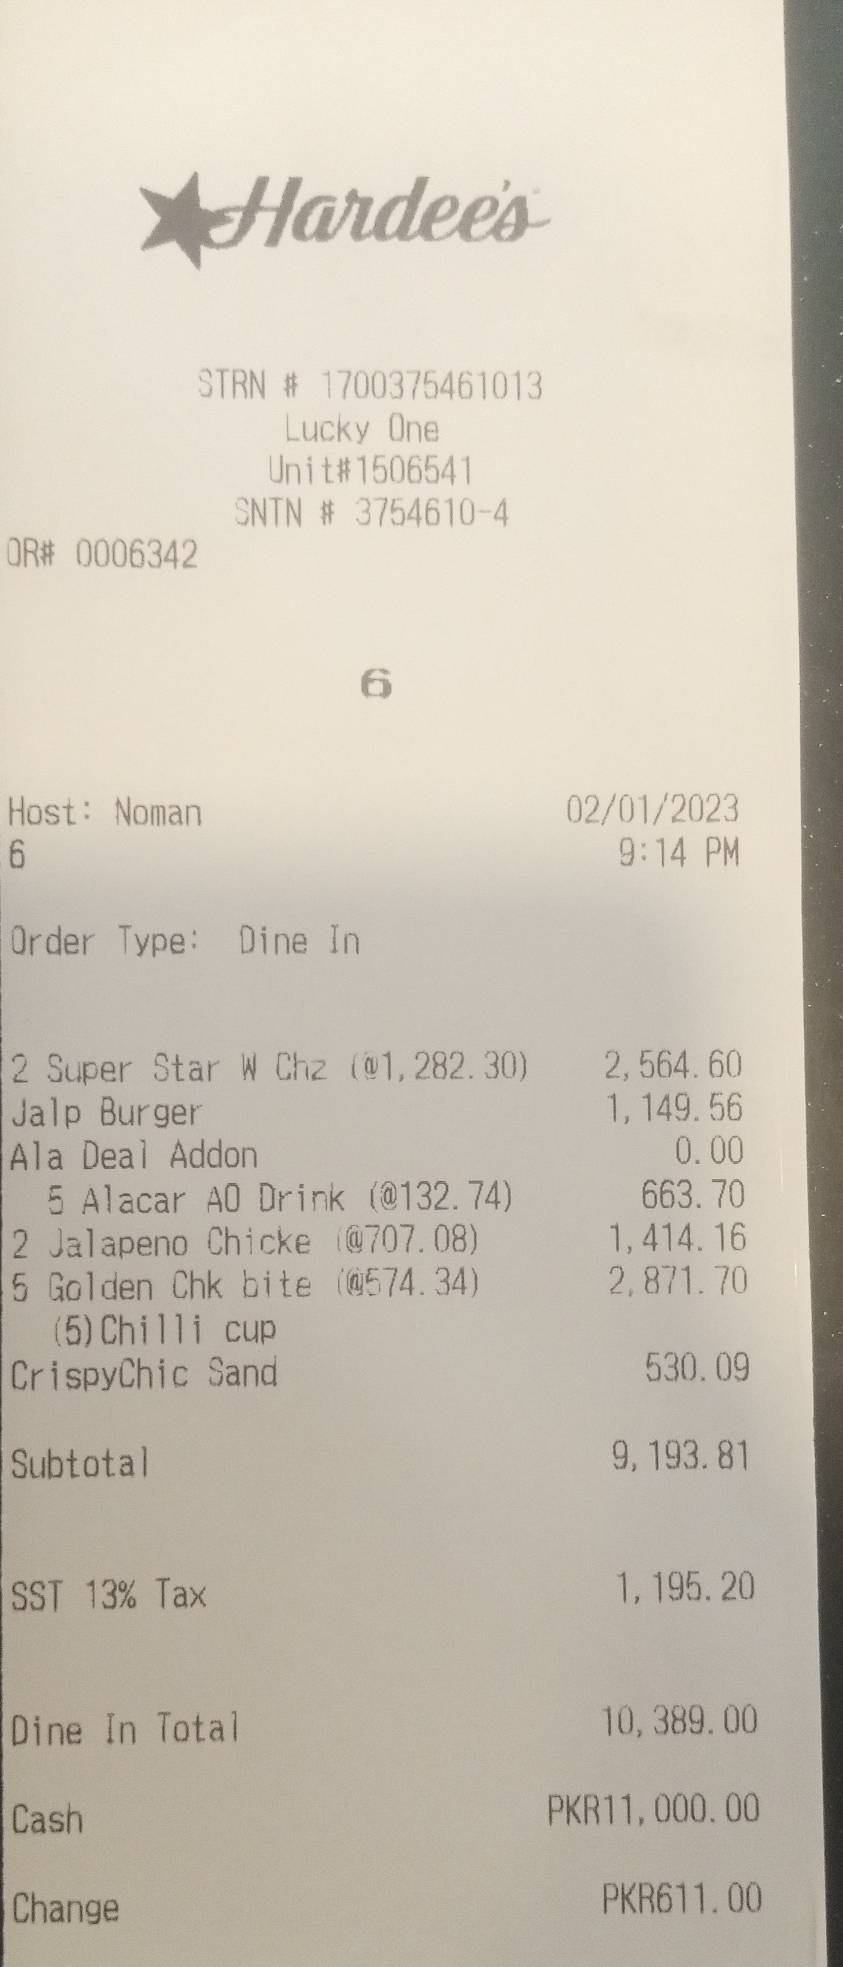 Hardee's
STRN # 1700375461013
Lucky One
Unit#1506541
SNTN # 3754610-4
OR# 0006342
6
Host: Noman 02/01/2023
6 9:14 PM
Order Type: Dine In
2 Super Star W Chz (@1,282.30) 2,564.60
Jalp Burger 1,149.56
Ala Deal Addon 0.00
5 Alacar AO Drink (@132.74) 663.70
2 Jalapeno Chicke (@707.08) 1,414.16
5 Golden Chk bite (@574.34) 2,871.70
(5)Chilli cup
CrispyChic Sand 530.09
Subtotal 9,193.81
SST 13% Tax 1,195.20
Dine In Total 10,389.00
Cash PKR11,000.00
Change PKR611.00